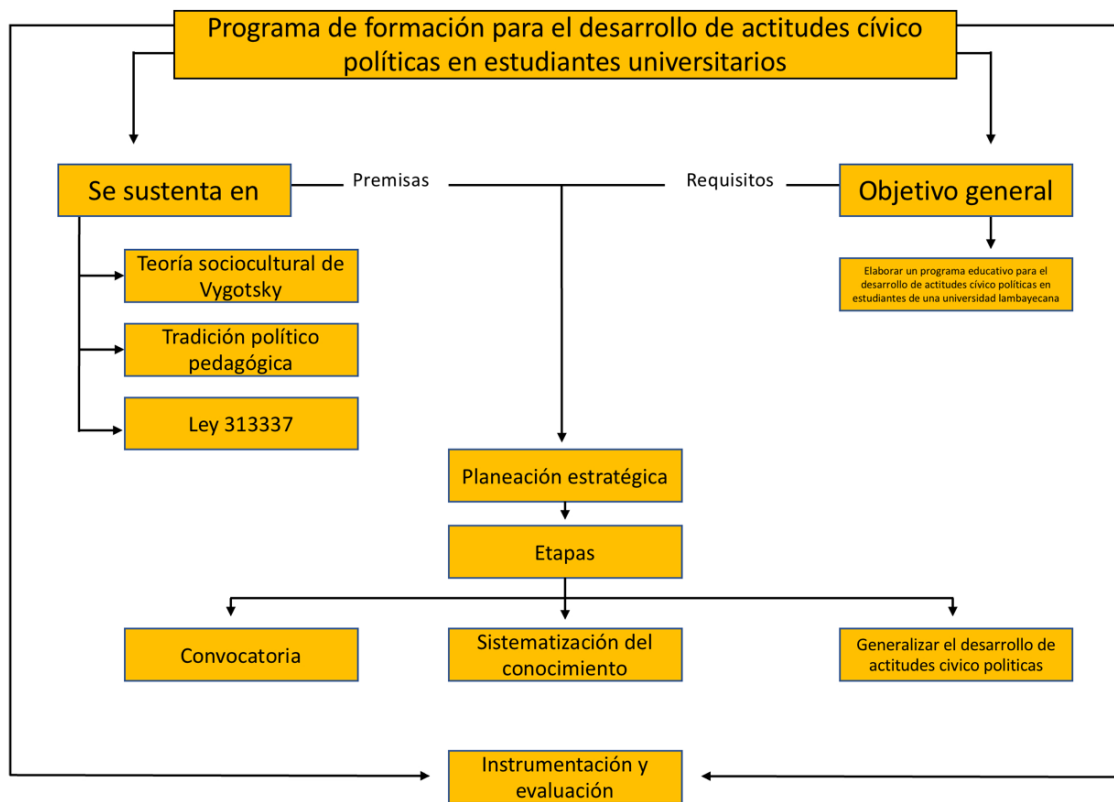 Programa de formación para el desarrollo de actitudes cívico
políticas en estudiantes universitarios
Se sustenta en
Premisas
Requisitos
Objetivo general
Teoría sociocultural de
Vygotsky
Elaborar un programa educativo para el
desarrollo de actitudes cívico políticas en
estudiantes de una universidad lambayecana
Tradición político
pedagógica
Ley 313337
Planeación estratégica
Etapas
Convocatoria
Sistematización del
conocimiento
Generalizar el desarrollo de
actitudes civico politicas
Instrumentación y
evaluación